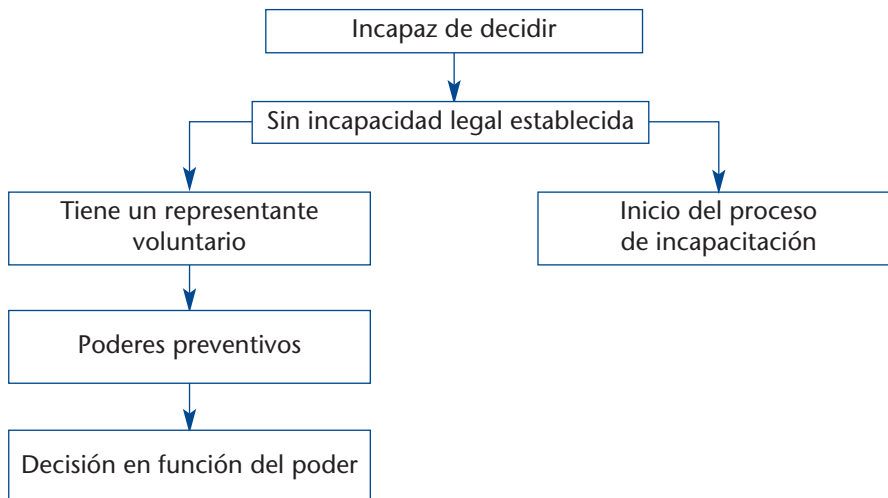 Incapaz de decidir
Sin incapacidad legal establecida
Tiene un representante
voluntario
Inicio del proceso
de incapacitación
Poderes preventivos
Decisión en función del poder